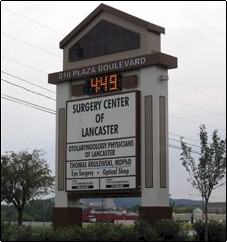 810 PLAZA BOULEVARD
4:49
SURGERY CENTER
OF
LANCASTER
OTOLARYNGOLOGY PHYSICIANS
OF LANCASTER
THOMAS KRULEWSKI, MD, PhD
Eye Surgery • Optical Shop